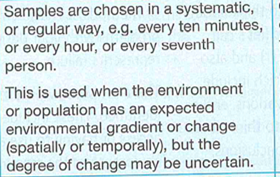 Samples are chosen in a systematic,
or regular way, e.g. every ten minutes,
or every hour, or every seventh
person.
This is used when the environment
or population has an expected
environmental gradient or change
(spatially or temporally), but the
degree of change may be uncertain.